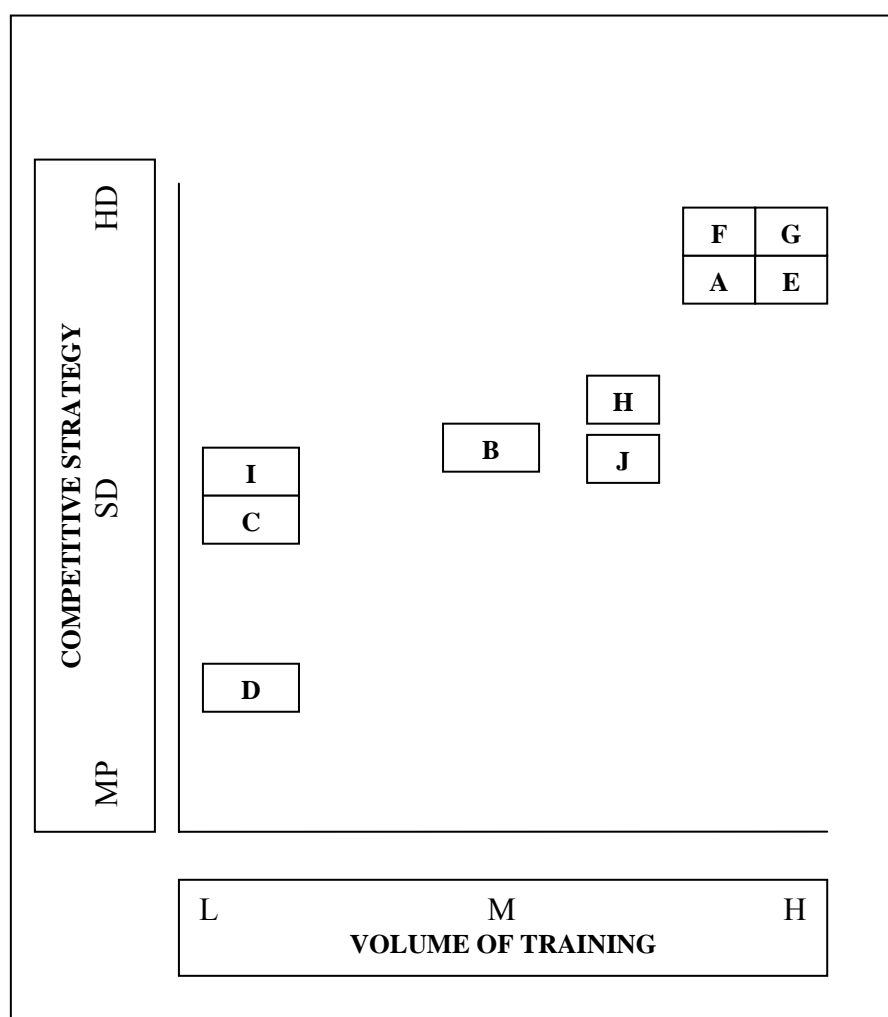 HD
F G
A E
H
B
J
I
COMPETITIVE STRATEGY
SD
C
D
MP
L M H
VOLUME OF TRAINING